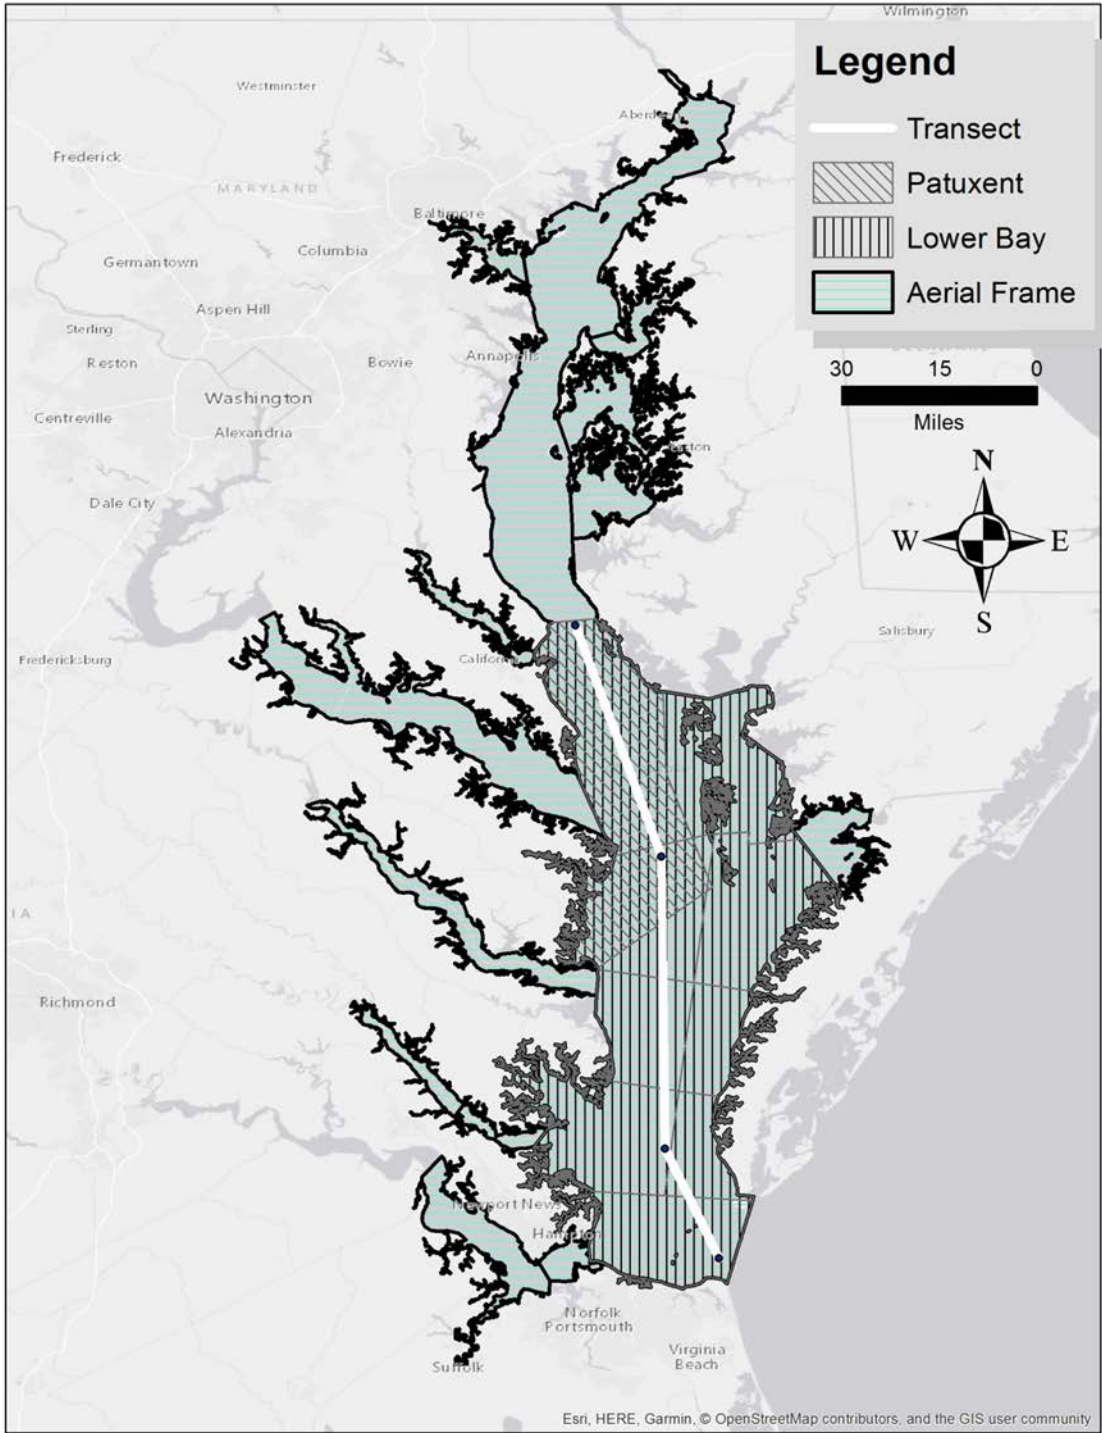 Wilmington
Legend
Transect
Patuxent
Lower Bay
Aerial Frame
30 15 0
Miles
N
W E
S
Westminster
Frederick
MARYLAND
Baltimore
Columbia
Germantown
Aspen Hill
Sterling
Reston
Bowie
Annapolis
Washington
Centreville
Alexandria
Easton
Dale City
Salisbury
Fredericksburg
California
IA
Richmond
Newport News
Hampton
Norfolk
Portsmouth
Virginia
Beach
Suffolk
Esri, HERE, Garmin, © OpenStreetMap contributors, and the GIS user community